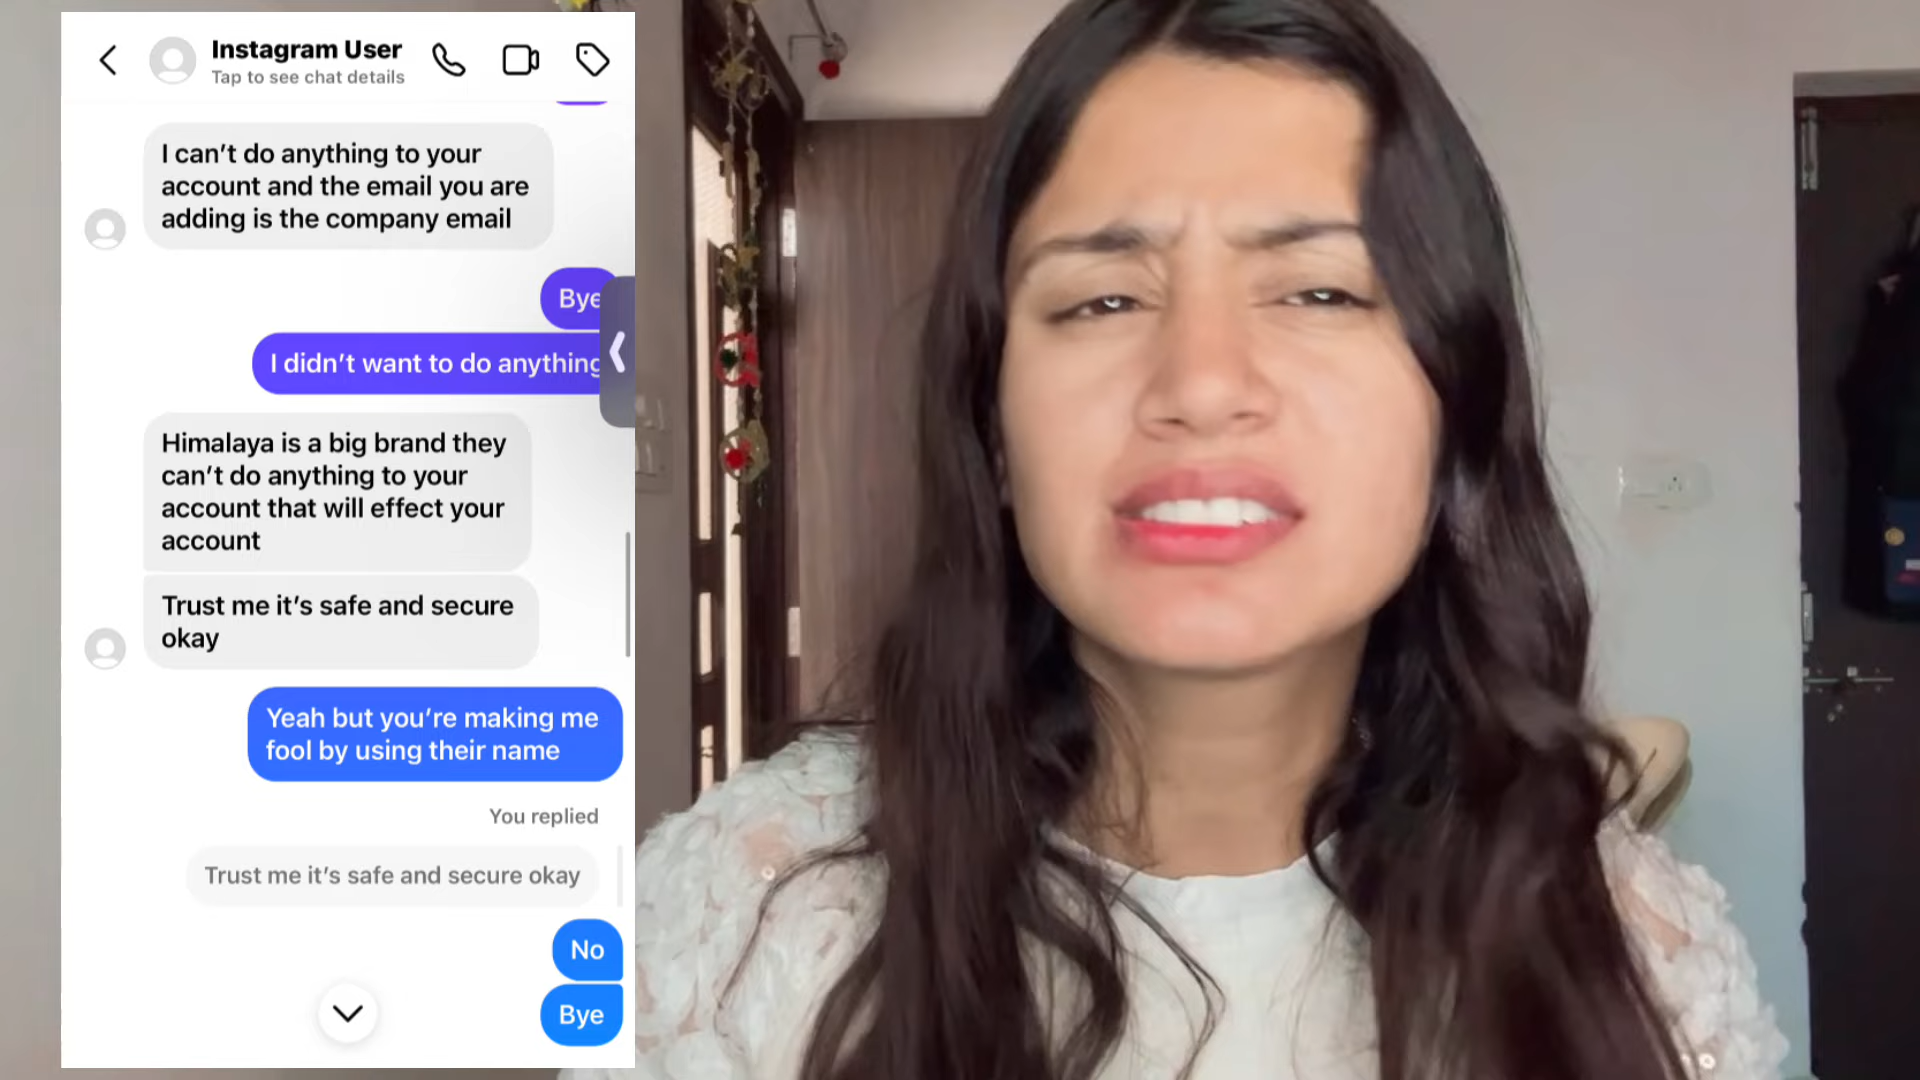 Instagram User
Tap to see chat details
I can't do anything to your
account and the email you are
adding is the company email
Bye
I didn't want to do anything
Himalaya is a big brand they
can't do anything to your
account that will effect your
account
Trust me it's safe and secure
okay
Yeah but you're making me
fool by using their name
You replied
Trust me it's safe and secure okay
No
Bye